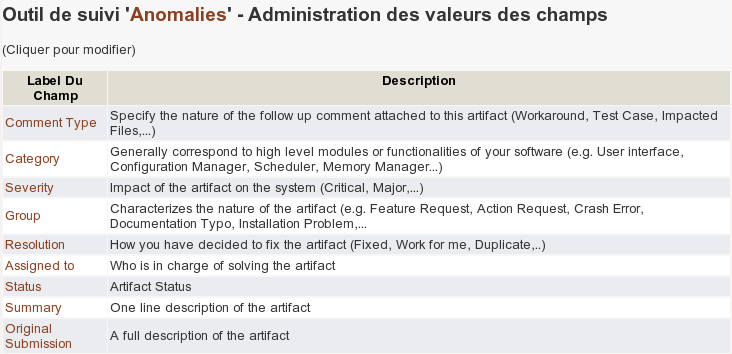 Outil de suivi 'Anomalies' - Administration des valeurs des champs
(Cliquer pour modifier)
Label Du
Champ
Description
Comment Type
Specify the nature of the follow up comment attached to this artifact (Workaround, Test Case, Impacted
Files,...)
Category
Generally correspond to high level modules or functionalities of your software (e.g. User interface,
Configuration Manager, Scheduler, Memory Manager...)
Severity
Impact of the artifact on the system (Critical, Major,...)
Group
Characterizes the nature of the artifact (e.g. Feature Request, Action Request, Crash Error,
Documentation Typo, Installation Problem,...
Resolution
How you have decided to fix the artifact (Fixed, Work for me, Duplicate,..)
Assigned to
Who is in charge of solving the artifact
Status
Artifact Status
Summary
One line description of the artifact
Original
Submission
A full description of the artifact